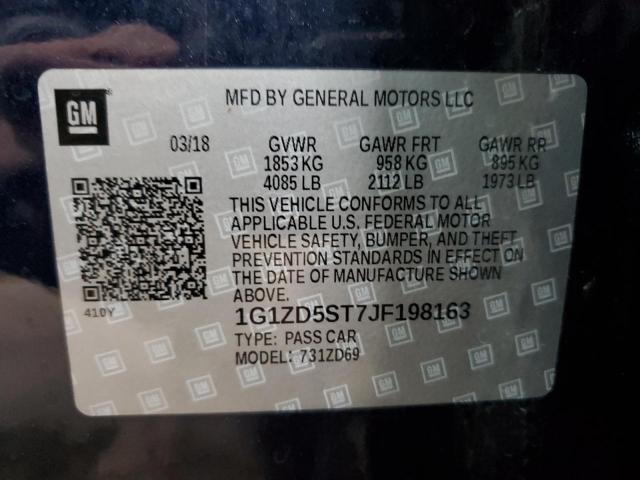 GM
MFD BY GENERAL MOTORS LLC
03/18 GVWR GAWR FRT GAWR RR
1853 KG 958 KG 895 KG
4085 LB 2112 LB 1973 LB
THIS VEHICLE CONFORMS TO ALL
APPLICABLE U.S. FEDERAL MOTOR
VEHICLE SAFETY, BUMPER, AND THEFT
PREVENTION STANDARDS IN EFFECT ON
THE DATE OF MANUFACTURE SHOWN
ABOVE.
410Y
1G1ZD5ST7JF198163
TYPE: PASS CAR
MODEL: 731ZD69